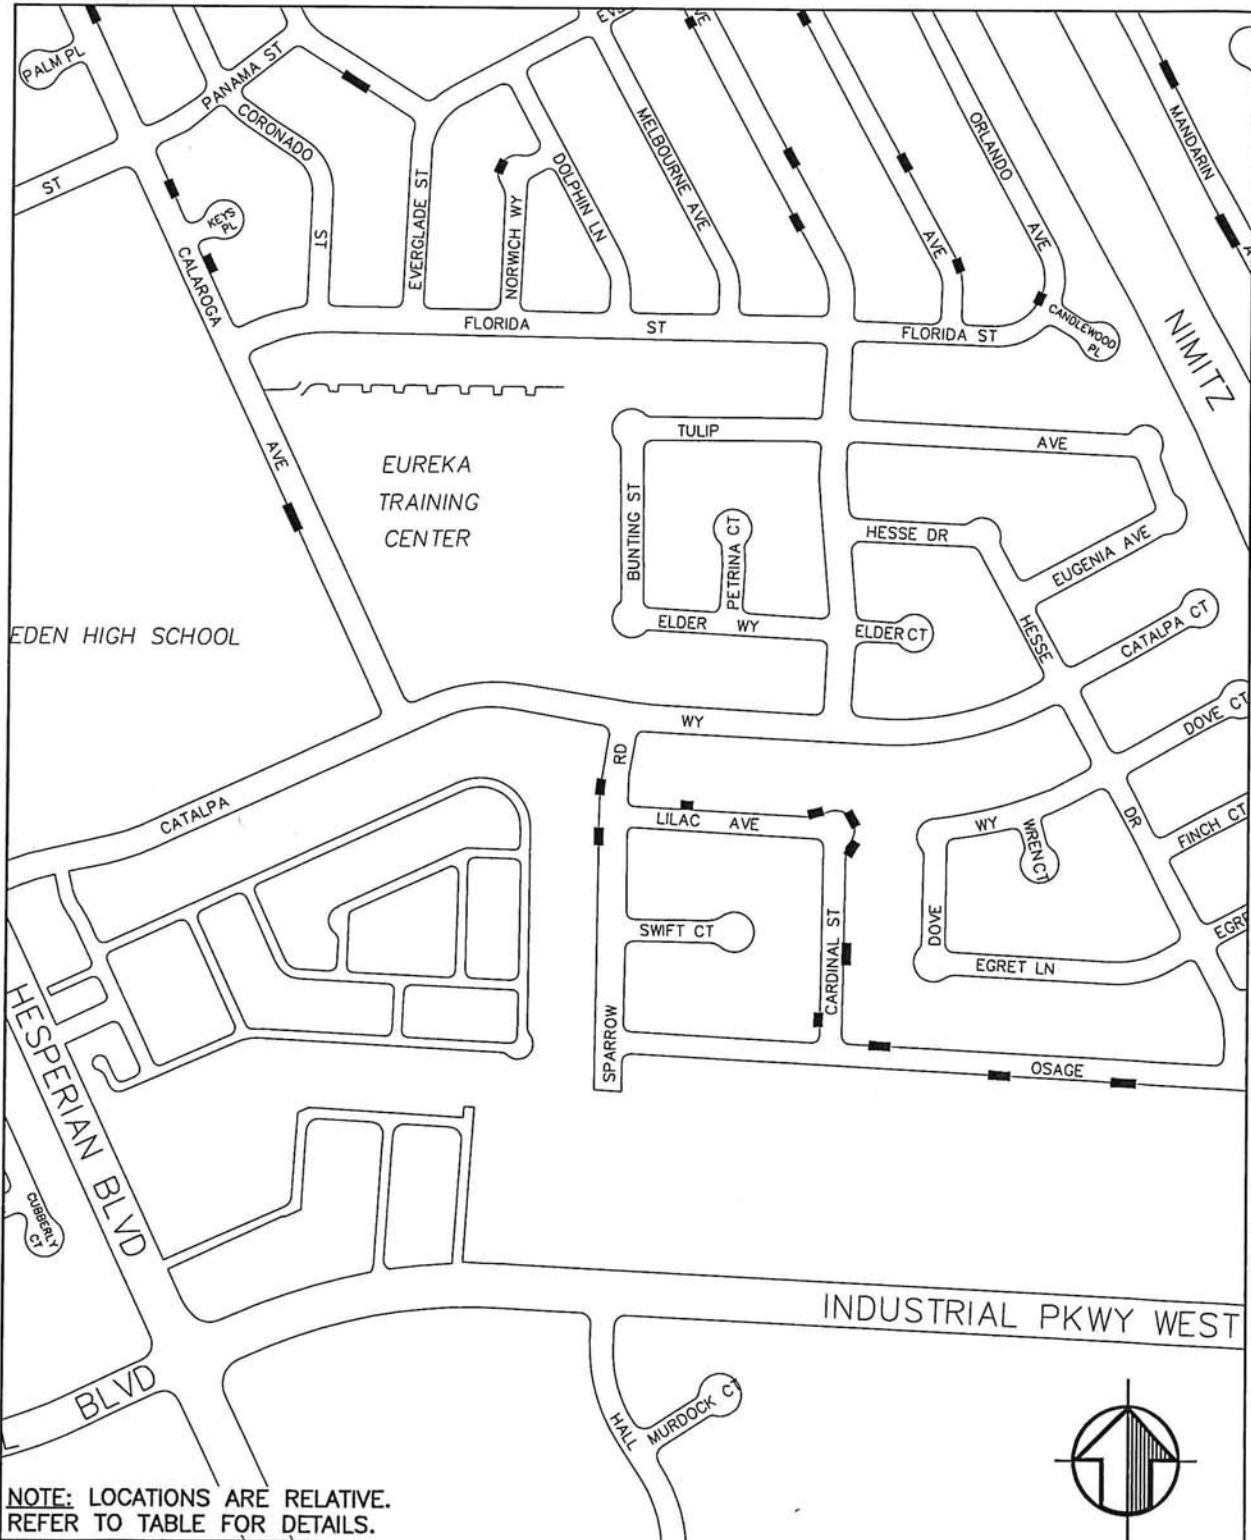 PALM PL
PANAMA ST
CORONADO
ST
ST
KEYS
PL
CALAROGA
AVE
EVERGLADE ST
NORWICH WY
DOLPHIN LN
MELBOURNE AVE
AVE
ORLANDO
AVE
MANDARIN
NIMITZ
CANDLEWOOD
PL
FLORIDA
ST
FLORIDA ST
TULIP
AVE
EUREKA
TRAINING
CENTER
BUNTING ST
PETRINA CT
HESSE DR
EUGENIA AVE
ELDER
WY
ELDER CT
HESSE
CATALPA CT
EDEN HIGH SCHOOL
CATALPA
WY
DOVE CT
RD
LILAC
AVE
WY
WREN CT
DR
FINCH CT
SWIFT CT
CARDINAL ST
DOVE
EGRET LN
SPARROW
OSAGE
HESPERIAN BLVD
CUBBERLY
CT
INDUSTRIAL PKWY WEST
BLVD
HALL
MURDOCK CT
NOTE: LOCATIONS ARE RELATIVE.
REFER TO TABLE FOR DETAILS.